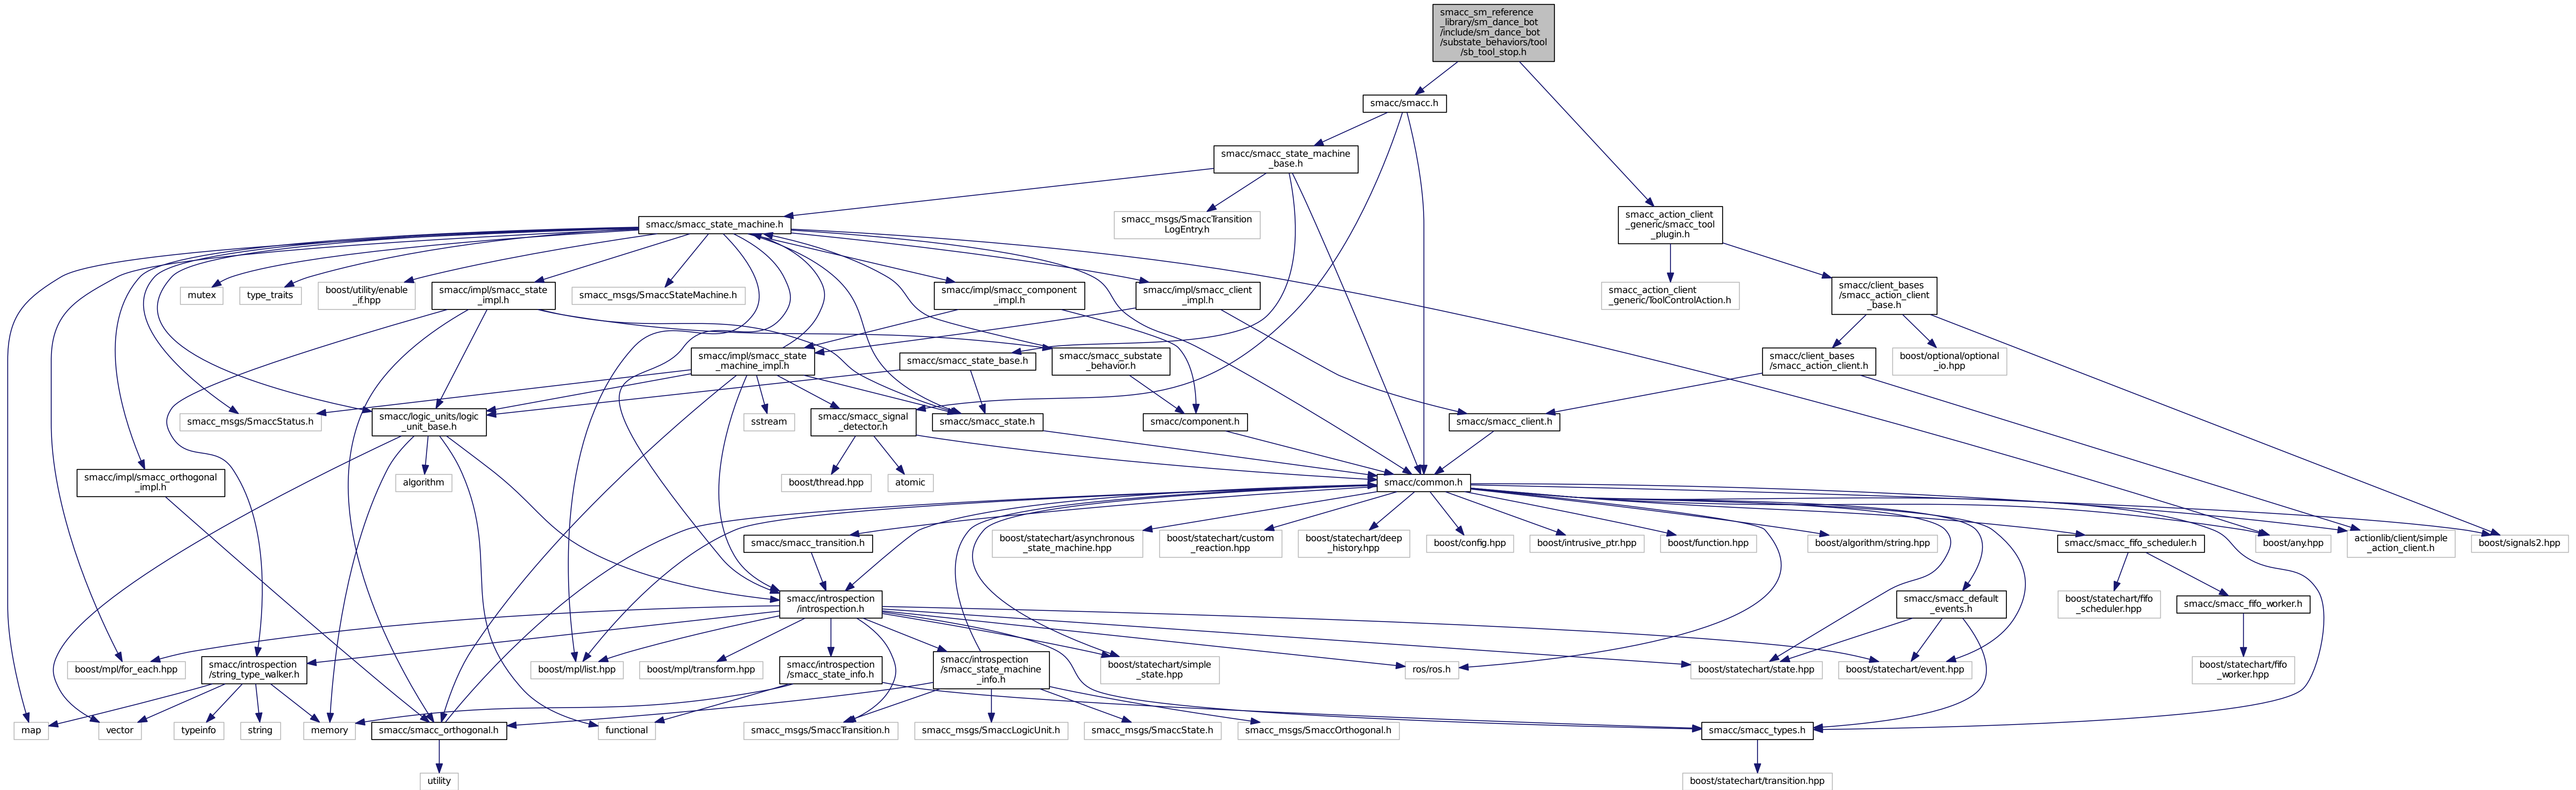 smacc_sm_reference
_library/sm_dance_bot
/include/sm_dance_bot
/substate_behaviors/tool
/sb_tool_stop.h
smacc/smacc.h
smacc/smacc_state_machine
_base.h
smacc/smacc_state_machine.h
smacc_msgs/SmaccTransition
LogEntry.h
smacc_action_client
_generic/smacc_tool
_plugin.h
mutex
type_traits
boost/utility/enable
_if.hpp
smacc/impl/smacc_state
_impl.h
smacc_msgs/SmaccStateMachine.h
smacc/impl/smacc_component
_impl.h
smacc/impl/smacc_client
_impl.h
smacc_action_client
_generic/ToolControlAction.h
smacc/client_bases
/smacc_action_client
_base.h
smacc/impl/smacc_state
_machine_impl.h
smacc/smacc_state_base.h
smacc/smacc_substate
_behavior.h
smacc/client_bases
/smacc_action_client.h
boost/optional/optional
_io.hpp
smacc_msgs/SmaccStatus.h
smacc/logic_units/logic
_unit_base.h
sstream
smacc/smacc_signal
_detector.h
smacc/smacc_state.h
smacc/component.h
smacc/smacc_client.h
smacc/impl/smacc_orthogonal
_impl.h
algorithm
boost/thread.hpp
atomic
smacc/common.h
smacc/smacc_transition.h
boost/statechart/asynchronous
_state_machine.hpp
boost/statechart/custom
_reaction.hpp
boost/statechart/deep
_history.hpp
boost/config.hpp
boost/intrusive_ptr.hpp
boost/function.hpp
boost/algorithm/string.hpp
smacc/smacc_fifo_scheduler.h
boost/any.hpp
actionlib/client/simple
_action_client.h
boost/signals2.hpp
smacc/introspection
/introspection.h
smacc/smacc_default
_events.h
boost/statechart/fifo
_scheduler.hpp
smacc/smacc_fifo_worker.h
boost/mpl/for_each.hpp
smacc/introspection
/string_type_walker.h
boost/mpl/list.hpp
boost/mpl/transform.hpp
smacc/introspection
/smacc_state_info.h
smacc/introspection
/smacc_state_machine
_info.h
boost/statechart/simple
_state.hpp
ros/ros.h
boost/statechart/state.hpp
boost/statechart/event.hpp
boost/statechart/fifo
_worker.hpp
map
vector
typeinfo
string
memory
smacc/smacc_orthogonal.h
functional
smacc_msgs/SmaccTransition.h
smacc_msgs/SmaccLogicUnit.h
smacc_msgs/SmaccState.h
smacc_msgs/SmaccOrthogonal.h
smacc/smacc_types.h
utility
boost/statechart/transition.hpp